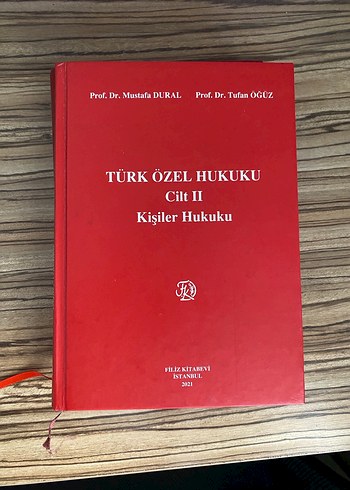 Prof. Dr. Mustafa DURAL Prof. Dr. Tufan ÖĞÜZ
TÜRK ÖZEL HUKUKU
Cilt II
Kişiler Hukuku
FİLİZ KİTABEVİ
İSTANBUL
2021